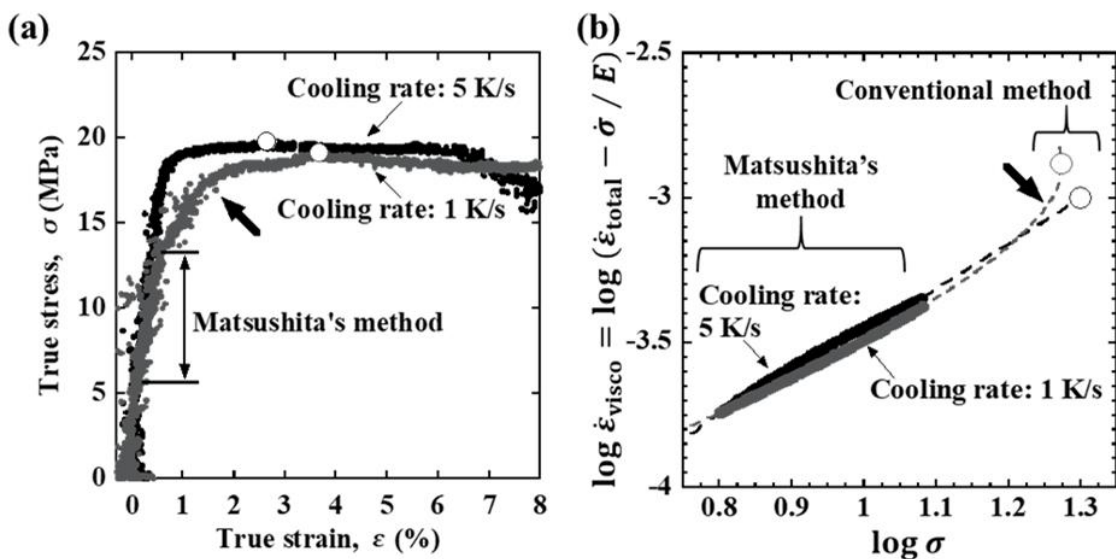 (a)
25
20
15
10
5
0
True stress, σ (MPa)
Cooling rate: 5 K/s
Cooling rate: 1 K/s
Matsushita's method
0 1 2 3 4 5 6 7 8
True strain, ε (%)
(b)
-2.5
-3
-3.5
-4
log ε̇visco = log (ε̇total − σ̇ / E)
Conventional method
Matsushita's
method
Cooling rate:
5 K/s
Cooling rate: 1 K/s
0.8 0.9 1 1.1 1.2 1.3
log σ